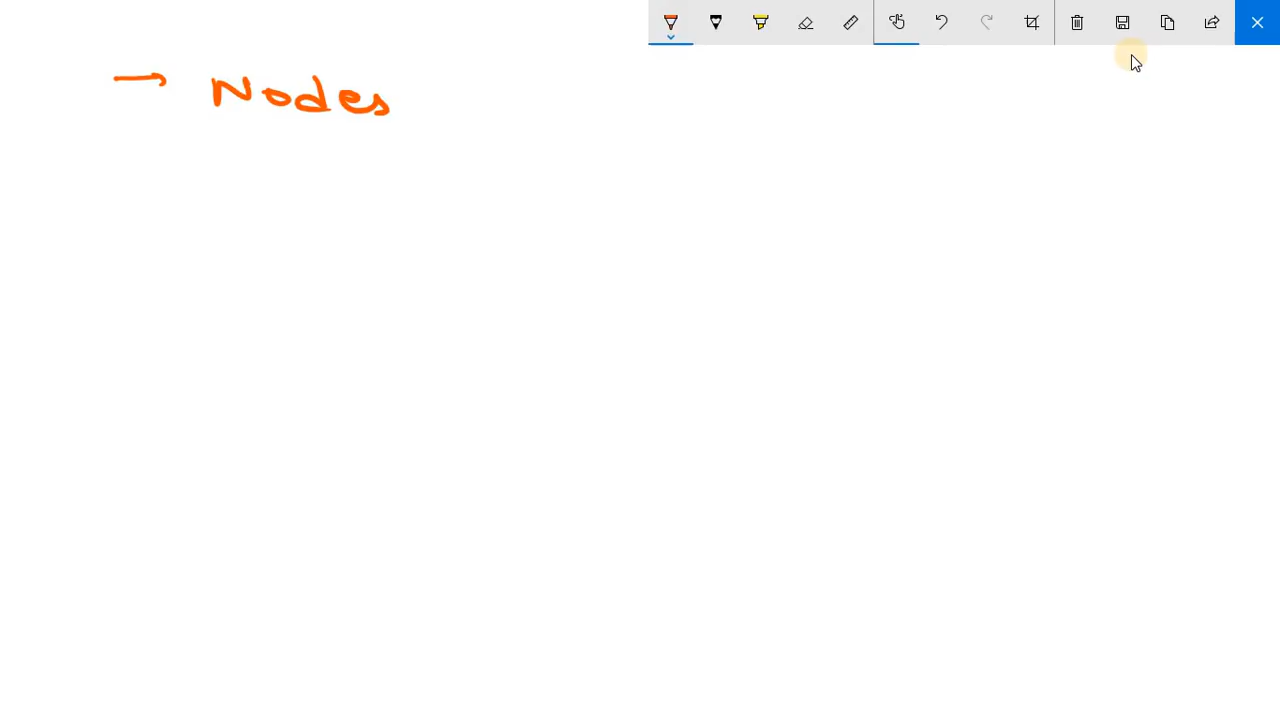 → Nodes